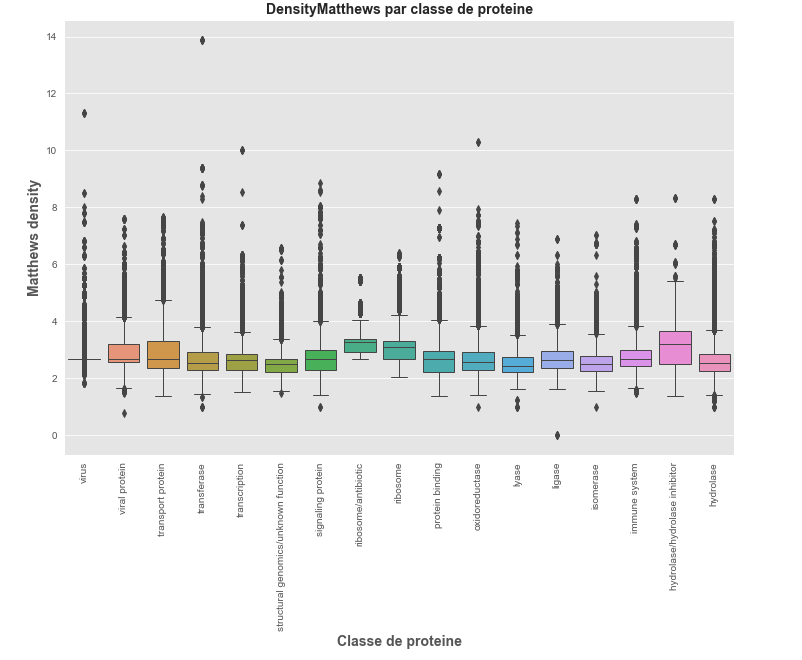 DensityMatthews par classe de proteine
Matthews density
14
12
10
8
6
4
2
0
virus
viral protein
transport protein
transferase
transcription
structural genomics/unknown function
signaling protein
ribosome/antibiotic
ribosome
protein binding
oxidoreductase
lyase
ligase
isomerase
immune system
hydrolase/hydrolase inhibitor
hydrolase
Classe de proteine